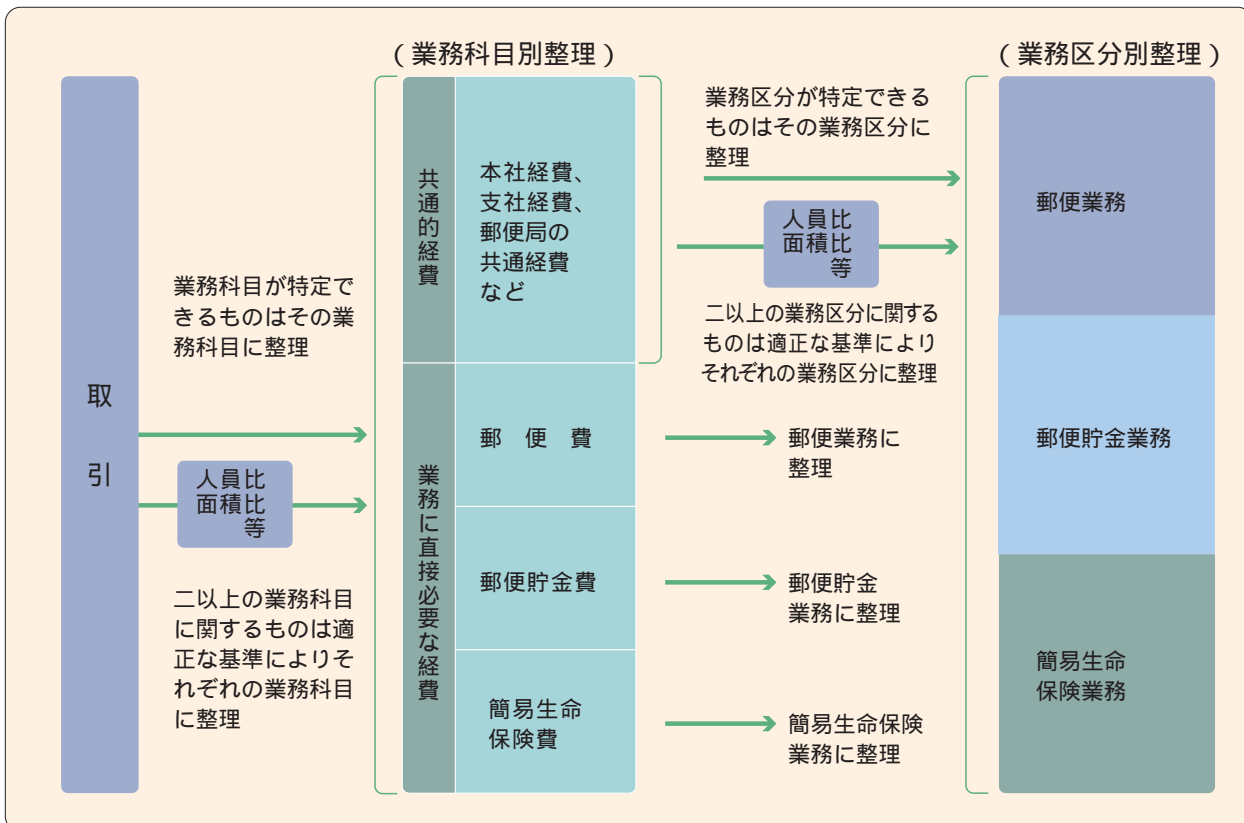 (業務科目別整理)
(業務区分別整理)
取
引
業務科目が特定で
きるものはその業
務科目に整理
人員比
面積比
等
二以上の業務科目
に関するものは適
正な基準によりそ
れぞれの業務科目
に整理
共通的経費
本社経費、
支社経費、
郵便局の
共通経費
など
業務に直接必要な経費
郵 便 費
郵便貯金費
簡易生命
保険費
業務区分が特定できる
ものはその業務区分に
整理
人員比
面積比
等
二以上の業務区分に関する
ものは適正な基準により
それぞれの業務区分に整理
郵便業務に
整理
郵便貯金
業務に整理
簡易生命保険
業務に整理
郵便業務
郵便貯金業務
簡易生命
保険業務